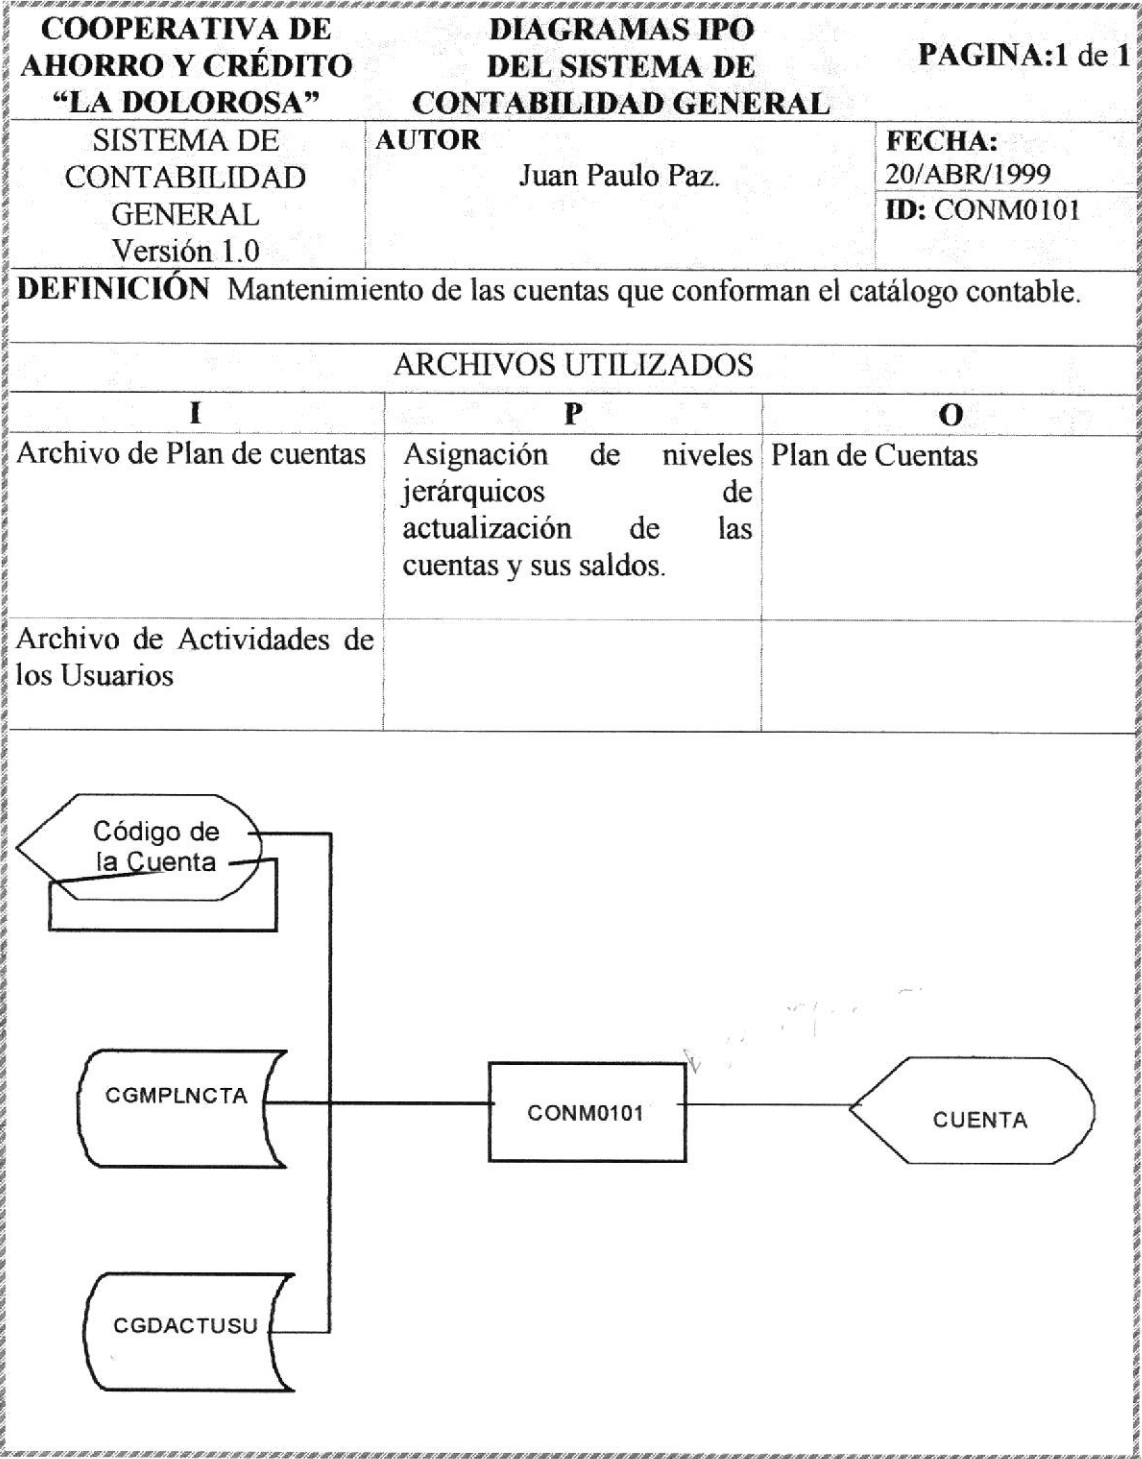 COOPERATIVA DE
AHORRO Y CRÉDITO
“LA DOLOROSA”
DIAGRAMAS IPO
DEL SISTEMA DE
CONTABILIDAD GENERAL
PAGINA:1 de 1
SISTEMA DE
CONTABILIDAD
GENERAL
Versión 1.0
AUTOR
Juan Paulo Paz.
FECHA:
20/ABR/1999
ID: CONM0101
DEFINICIÓN Mantenimiento de las cuentas que conforman el catálogo contable.
ARCHIVOS UTILIZADOS
I
P
O
Archivo de Plan de cuentas
Asignación de niveles
jerárquicos de
actualización de las
cuentas y sus saldos.
Plan de Cuentas
Archivo de Actividades de
los Usuarios
Código de
la Cuenta
CGMPLNCTA
CONM0101
CUENTA
CGDACTUSU